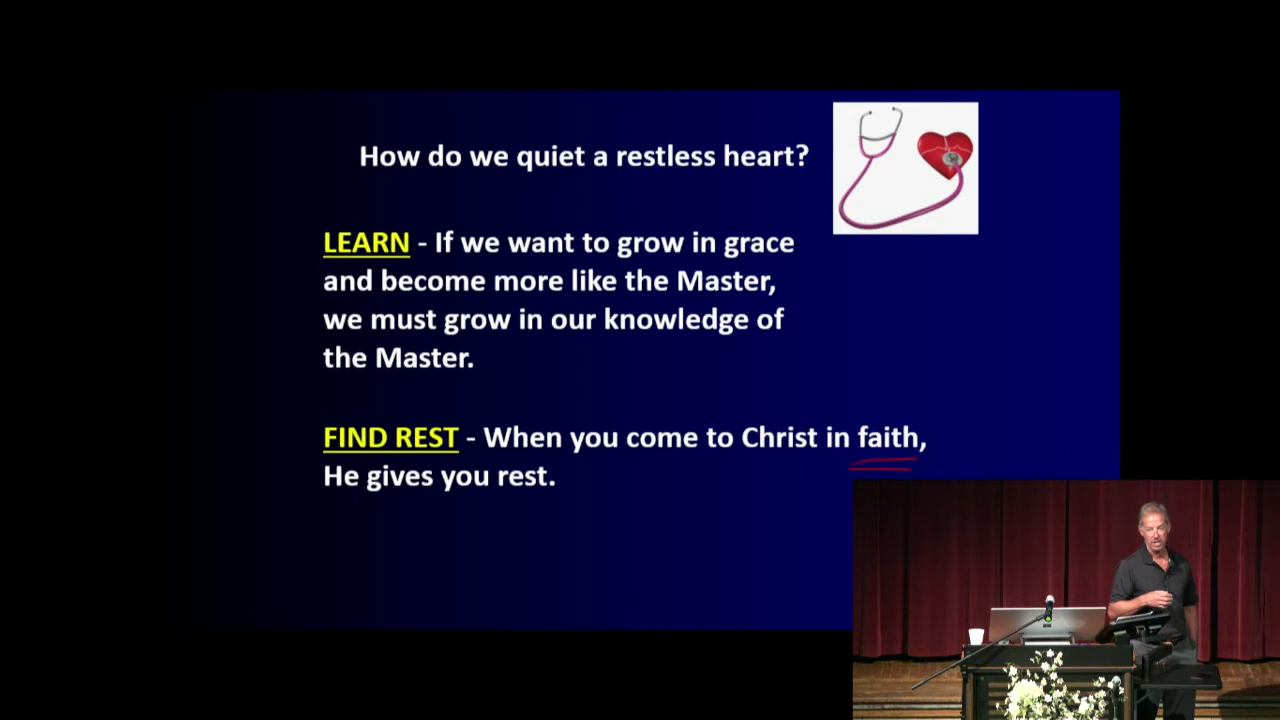 How do we quiet a restless heart?
LEARN - If we want to grow in grace
and become more like the Master,
we must grow in our knowledge of
the Master.
FIND REST - When you come to Christ in faith,
He gives you rest.